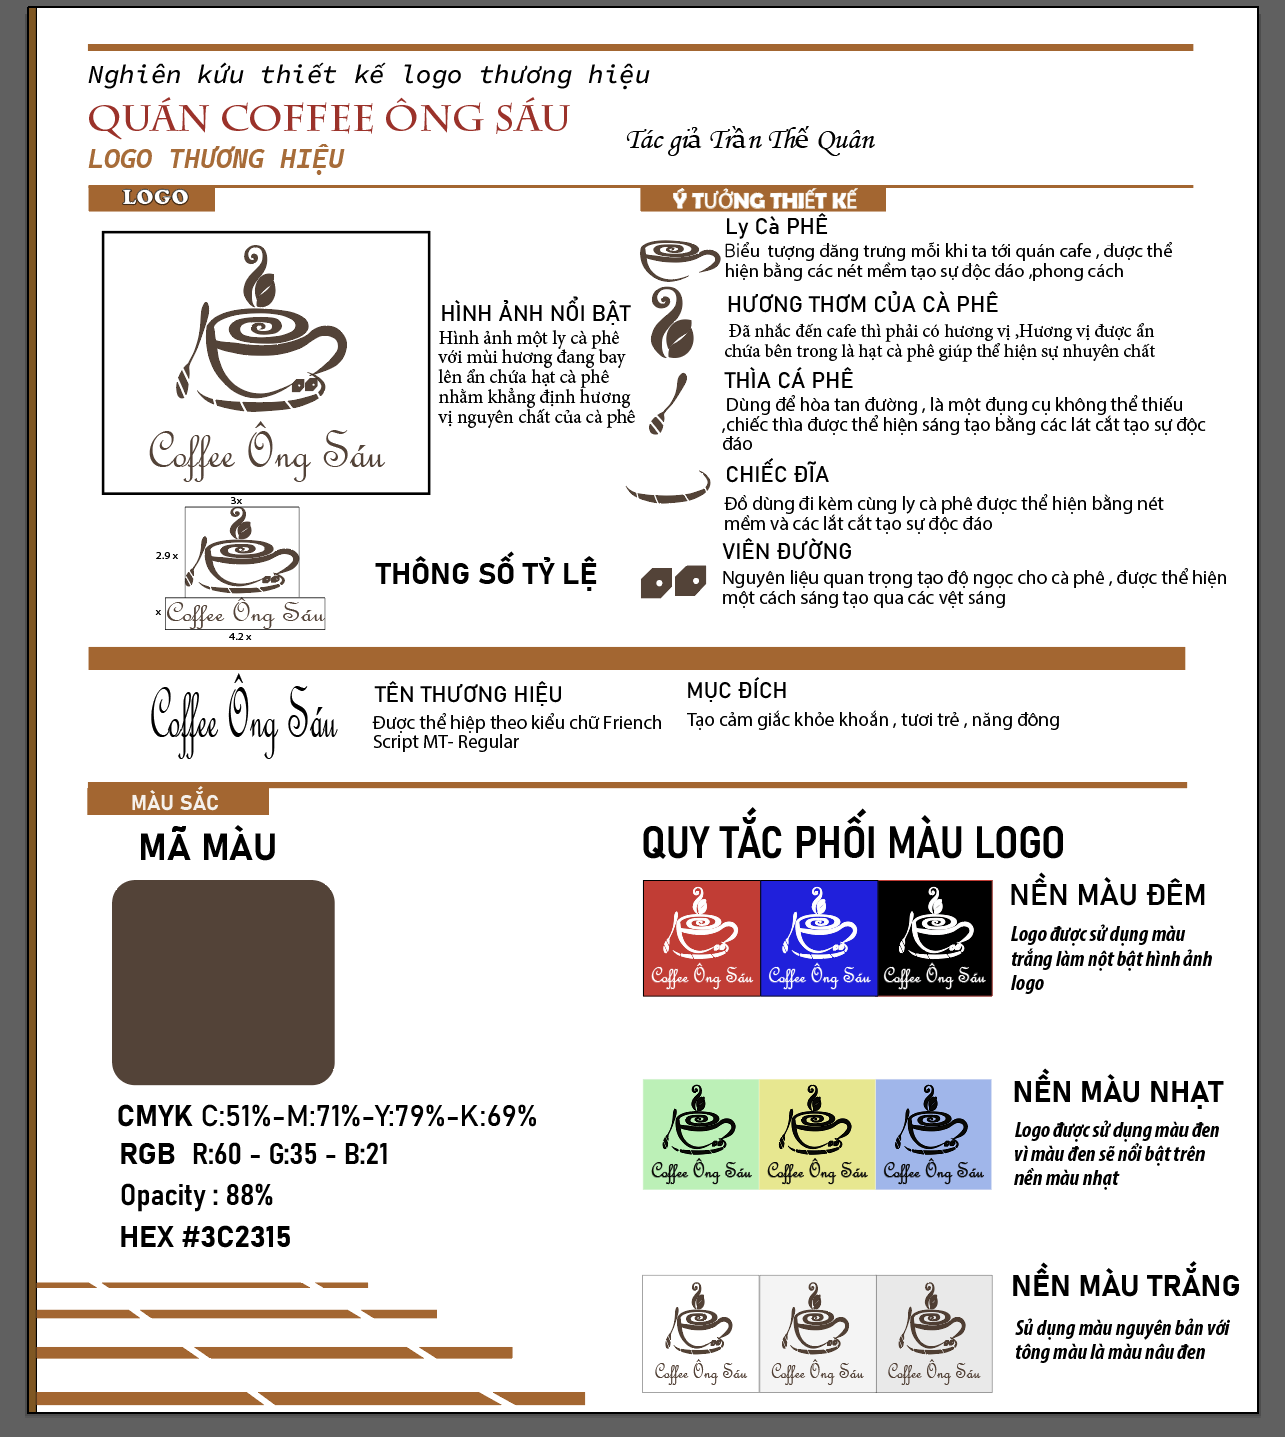 Nghiên kứu thiết kế logo thương hiệu
QUÁN COFFEE ÔNG SÁU
Tác giả Trần Thế Quân
LOGO THƯƠNG HIỆU
LOGO
Coffee Ông Sáu
HÌNH ẢNH NỔI BẬT
Hình ảnh một ly cà phê
với mùi hương đang bay
lên ẩn chứa hạt cà phê
nhằm khẳng định hương
vị nguyên chất của cà phê
3x
2.9 x
x
Coffee Ông Sáu
4.2 x
THÔNG SỐ TỶ LỆ
Ý TƯỞNG THIẾT KẾ
Ly Cà PHÊ
Biểu tượng đăng trưng mỗi khi ta tới quán cafe , được thể
hiện bằng các nét mềm tạo sự độc đáo ,phong cách
HƯƠNG THƠM CỦA CÀ PHÊ
Đã nhắc đến cafe thì phải có hương vị ,Hương vị được ẩn
chứa bên trong là hạt cà phê giúp thể hiện sự nhuyên chất
THÌA CÁ PHÊ
Dùng để hòa tan đường , là một đụng cụ không thể thiếu
,chiếc thìa được thể hiện sáng tạo bằng các lát cắt tạo sự độc
đáo
CHIẾC ĐĨA
Đồ dùng đi kèm cùng ly cà phê được thể hiện bằng nét
mềm và các lắt cắt tạo sự độc đáo
VIÊN ĐƯỜNG
Nguyên liệu quan trọng tạo độ ngọc cho cà phê , được thể hiện
một cách sáng tạo qua các vệt sáng
Coffee Ông Sáu
TÊN THƯƠNG HIỆU
Được thể hiệp theo kiểu chữ Friench
Script MT- Regular
MỤC ĐÍCH
Tạo cảm giắc khỏe khoắn , tươi trẻ , năng đông
MÀU SẮC
MÃ MÀU
CMYK C:51%-M:71%-Y:79%-K:69%
RGB R:60 - G:35 - B:21
Opacity : 88%
HEX #3C2315
QUY TẮC PHỐI MÀU LOGO
Coffee Ông Sáu
Coffee Ông Sáu
Coffee Ông Sáu
NỀN MÀU ĐÊM
Logo được sử dụng màu
trắng làm nột bật hình ảnh
logo
Coffee Ông Sáu
Coffee Ông Sáu
Coffee Ông Sáu
NỀN MÀU NHẠT
Logo được sử dụng màu đen
vì màu đen sẽ nổi bật trên
nền màu nhạt
Coffee Ông Sáu
Coffee Ông Sáu
Coffee Ông Sáu
NỀN MÀU TRẮNG
Sủ dụng màu nguyên bản với
tông màu là màu nâu đen